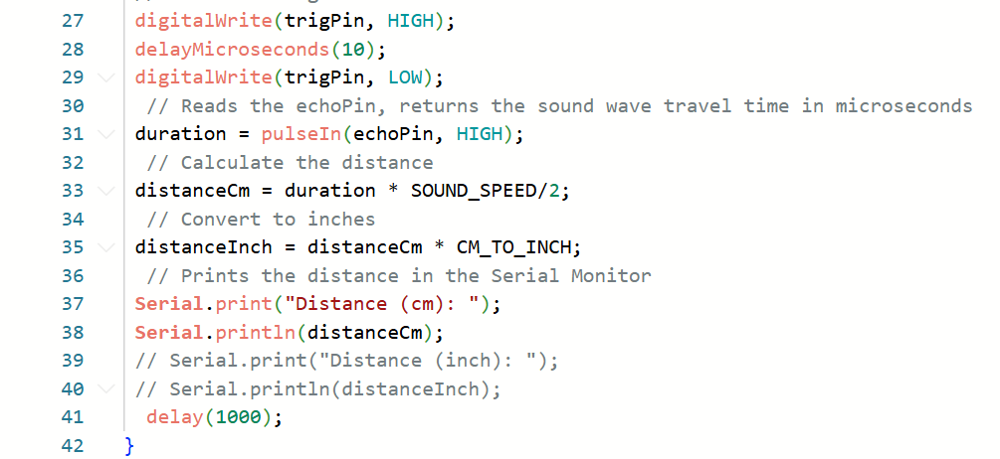 27 digitalWrite(trigPin, HIGH);
28 delayMicroseconds(10);
29 digitalWrite(trigPin, LOW);
30 // Reads the echoPin, returns the sound wave travel time in microseconds
31 duration = pulseIn(echoPin, HIGH);
32 // Calculate the distance
33 distanceCm = duration * SOUND_SPEED/2;
34 // Convert to inches
35 distanceInch = distanceCm * CM_TO_INCH;
36 // Prints the distance in the Serial Monitor
37 Serial.print("Distance (cm): ");
38 Serial.println(distanceCm);
39 // Serial.print("Distance (inch): ");
40 // Serial.println(distanceInch);
41 delay(1000);
42 }